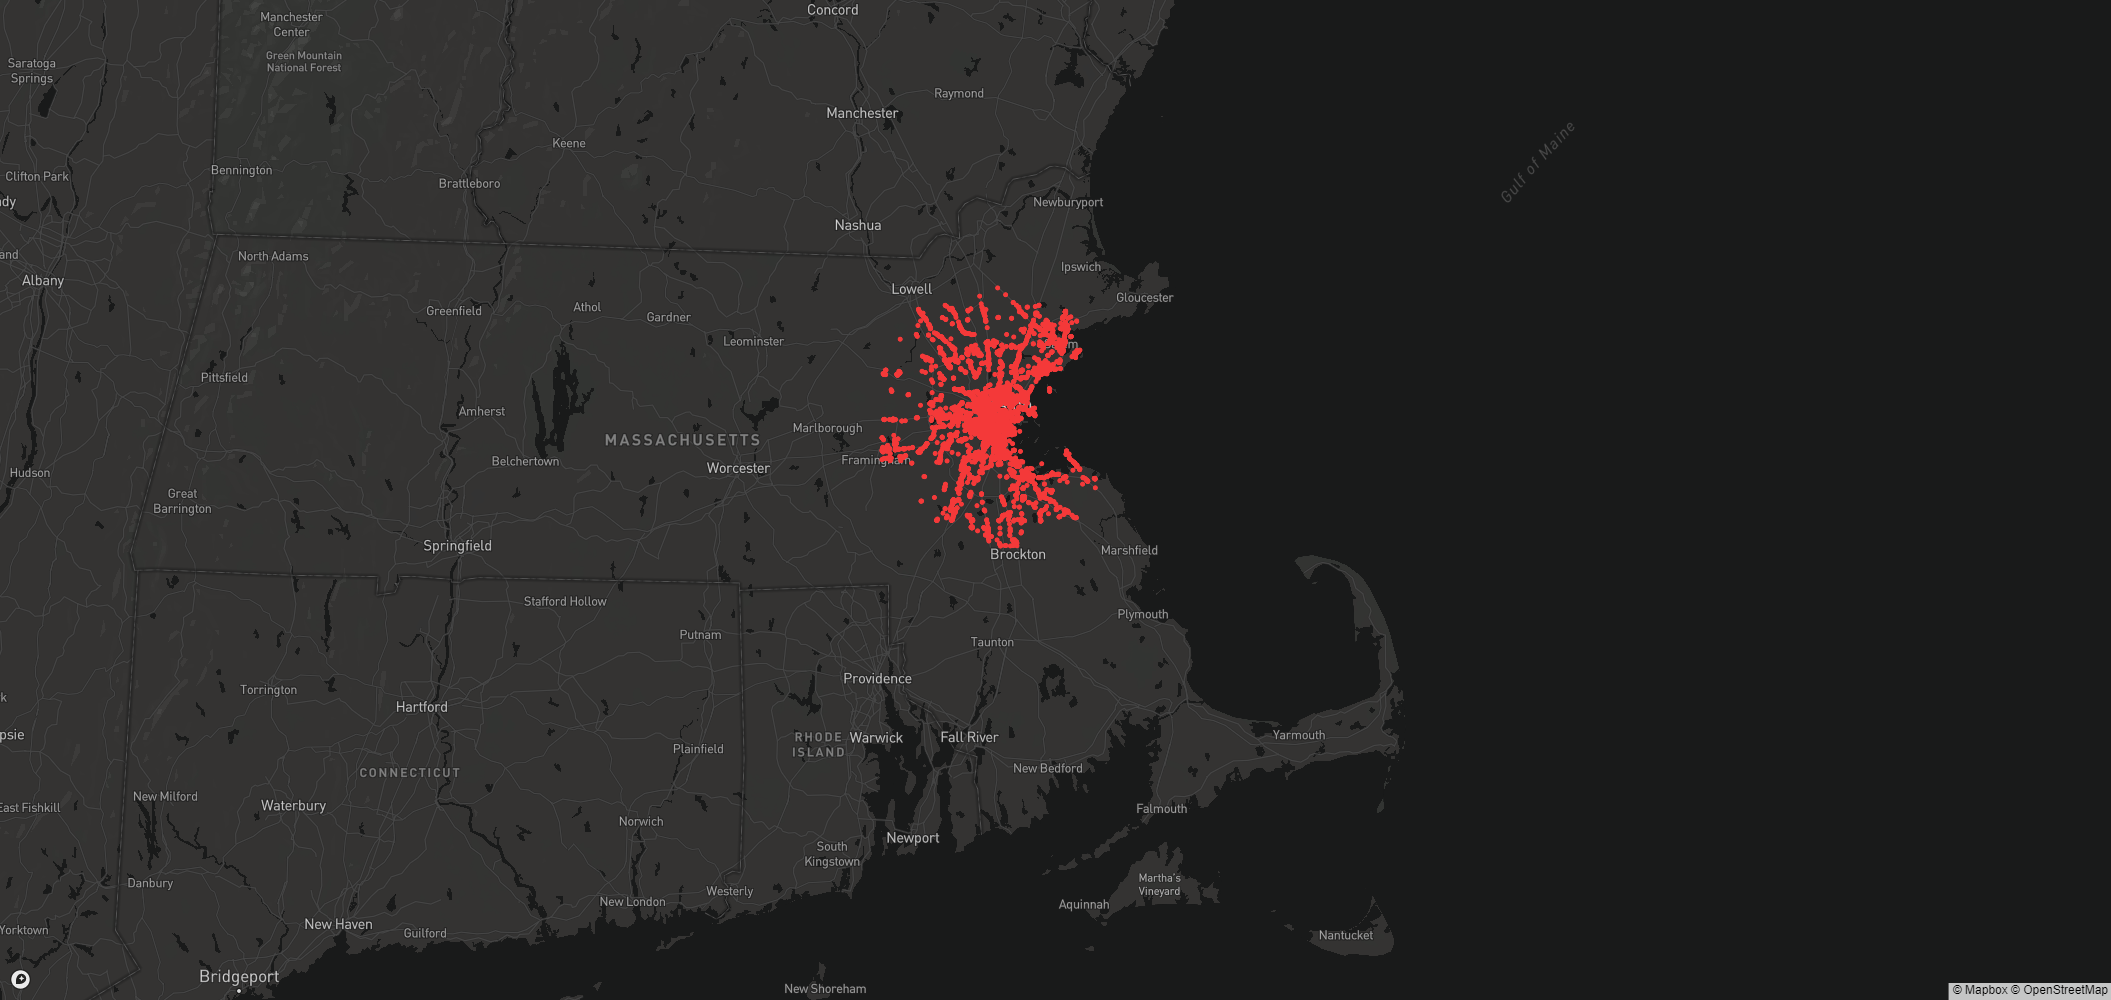 Concord
Manchester
Center
Green Mountain
National Forest
Saratoga
Springs
Raymond
Manchester
Gulf of Maine
Keene
Bennington
Clifton Park
Brattleboro
dy
Newburyport
Nashua
and
North Adams
Ipswich
Albany
Lowell
Gloucester
Athol
Greenfield
Gardner
Leominster
Pittsfield
Amherst
Marlborough
MASSACHUSETTS
Belchertown
Framingham
Worcester
Hudson
Great
Barrington
Springfield
Brockton
Marshfield
Stafford Hollow
Plymouth
Putnam
Taunton
Providence
Torrington
k
Hartford
psie
RHODE
ISLAND
Warwick
Fall River
Yarmouth
Plainfield
New Bedford
CONNECTICUT
New Milford
Waterbury
East Fishkill
Falmouth
Norwich
Newport
South
Kingstown
Danbury
Westerly
Martha's
Vineyard
New London
Aquinnah
New Haven
Yorktown
Guilford
Nantucket
Bridgeport
New Shoreham
© Mapbox © OpenStreetMap